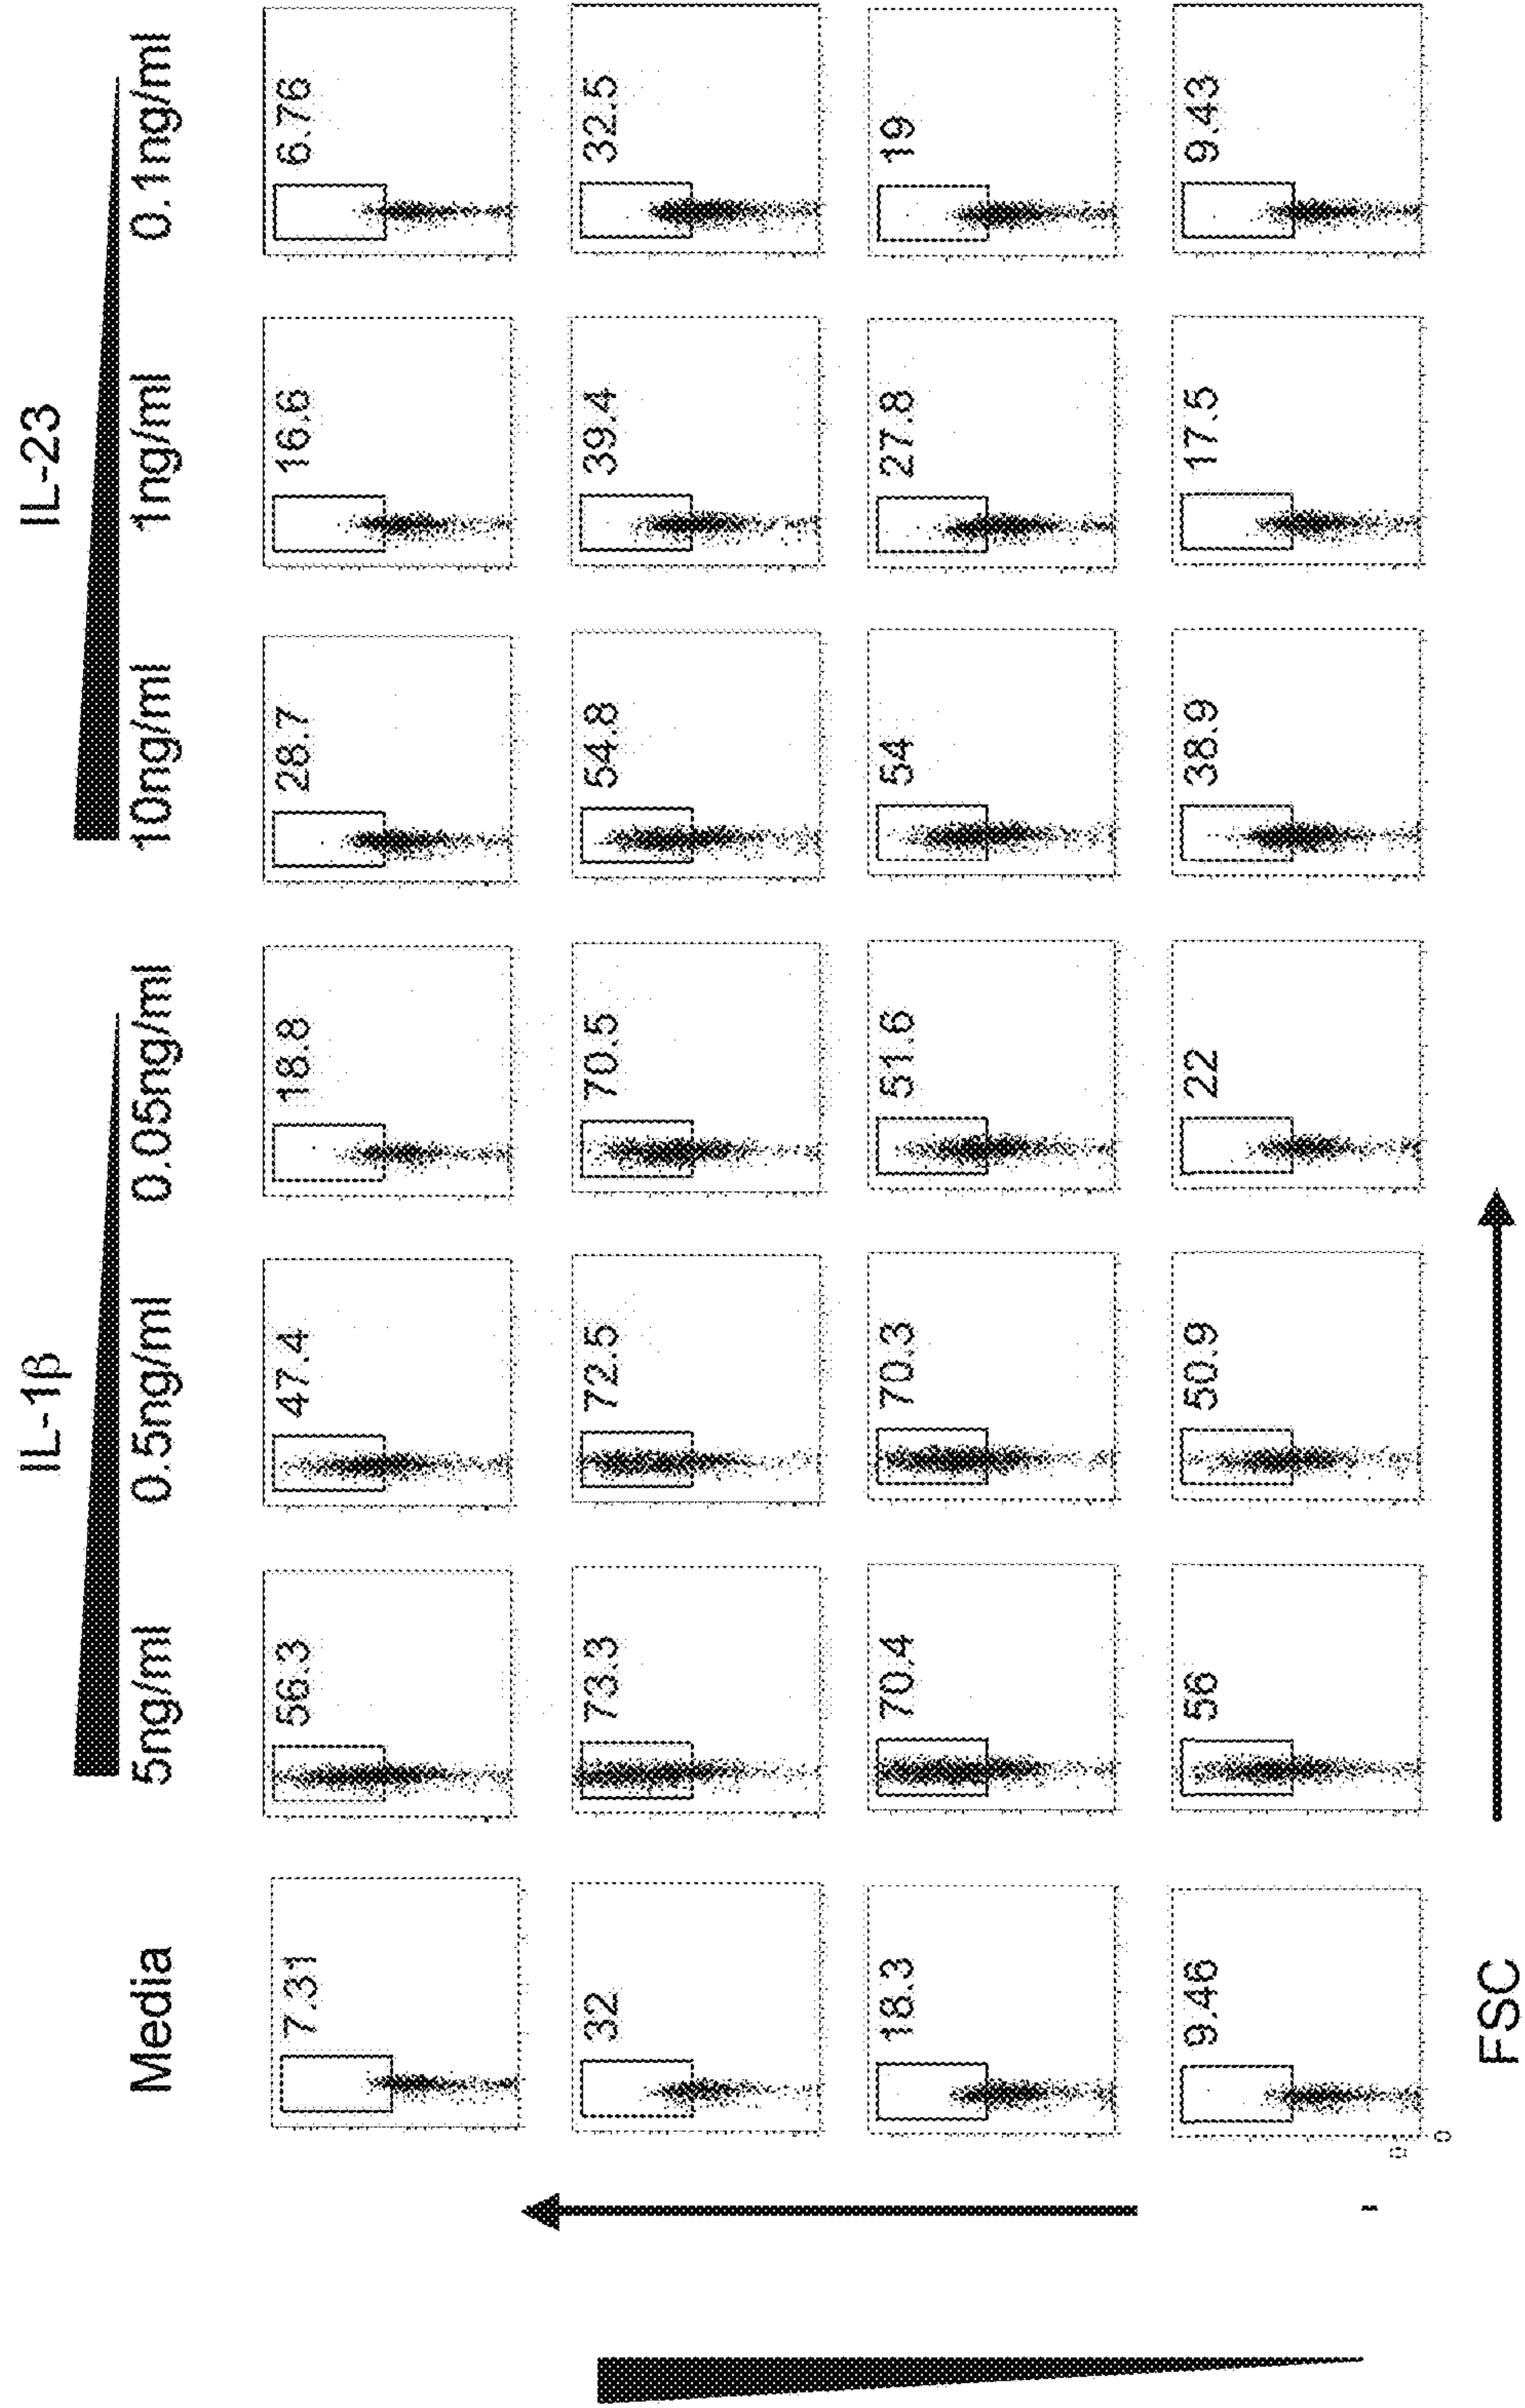 IL-1β IL-23
Media 5ng/ml 0.5ng/ml 0.05ng/ml 10ng/ml 1ng/ml 0.1ng/ml
7.31 56.3 47.4 18.8 28.7 16.6 6.76
32 73.3 72.5 70.5 54.8 39.4 32.5
18.3 70.4 70.3 51.6 54 27.8 19
9.46 56 50.9 22 38.9 17.5 9.43
-
0
0
FSC